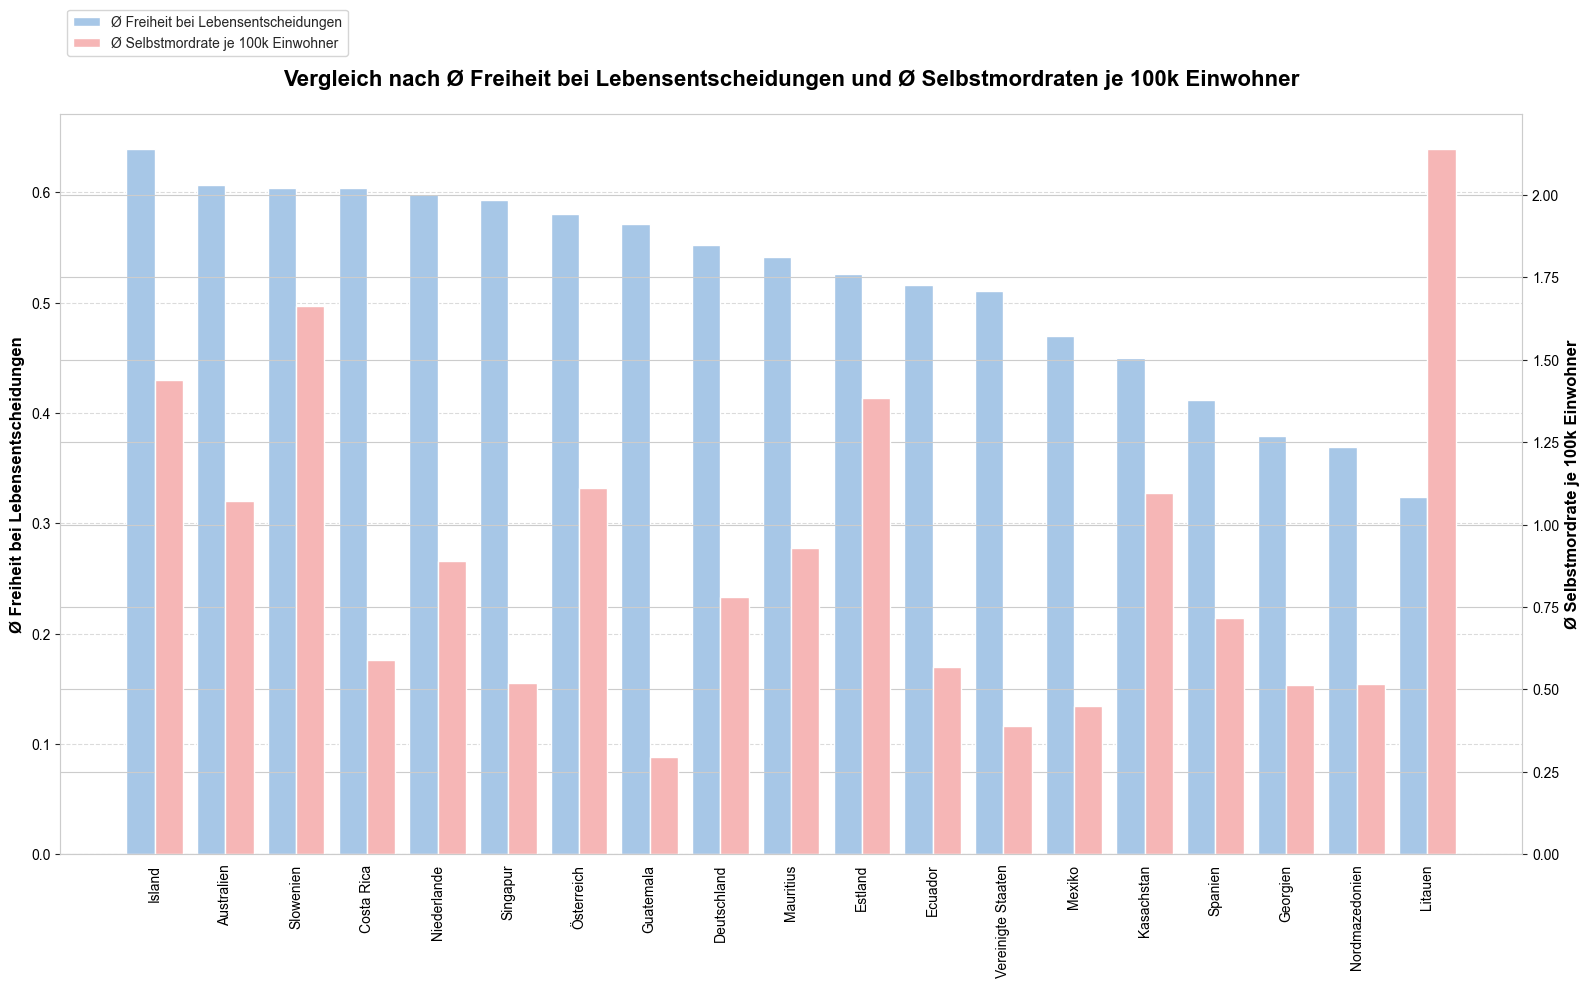 Ø Freiheit bei Lebensentscheidungen
Ø Selbstmordrate je 100k Einwohner
Vergleich nach Ø Freiheit bei Lebensentscheidungen und Ø Selbstmordraten je 100k Einwohner
Ø Freiheit bei Lebensentscheidungen
0.6
0.5
0.4
0.3
0.2
0.1
0.0
2.00
1.75
1.50
1.25
1.00
0.75
0.50
0.25
0.00
Ø Selbstmordrate je 100k Einwohner
Island
Australien
Slowenien
Costa Rica
Niederlande
Singapur
Österreich
Guatemala
Deutschland
Mauritius
Estland
Ecuador
Vereinigte Staaten
Mexiko
Kasachstan
Spanien
Georgien
Nordmazedonien
Litauen